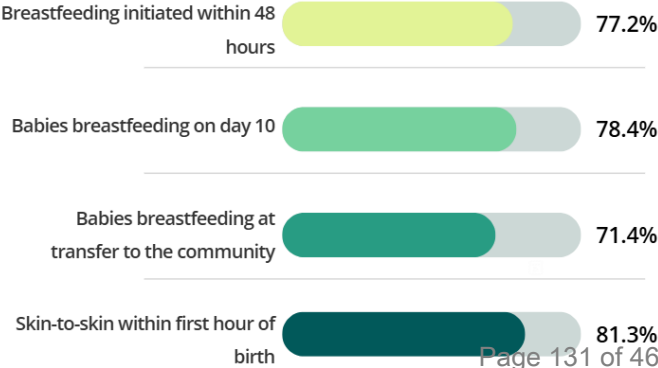 Breastfeeding initiated within 48
hours
77.2%
Babies breastfeeding on day 10
78.4%
Babies breastfeeding at
transfer to the community
71.4%
Skin-to-skin within first hour of
birth
81.3%
Page 131 of 46